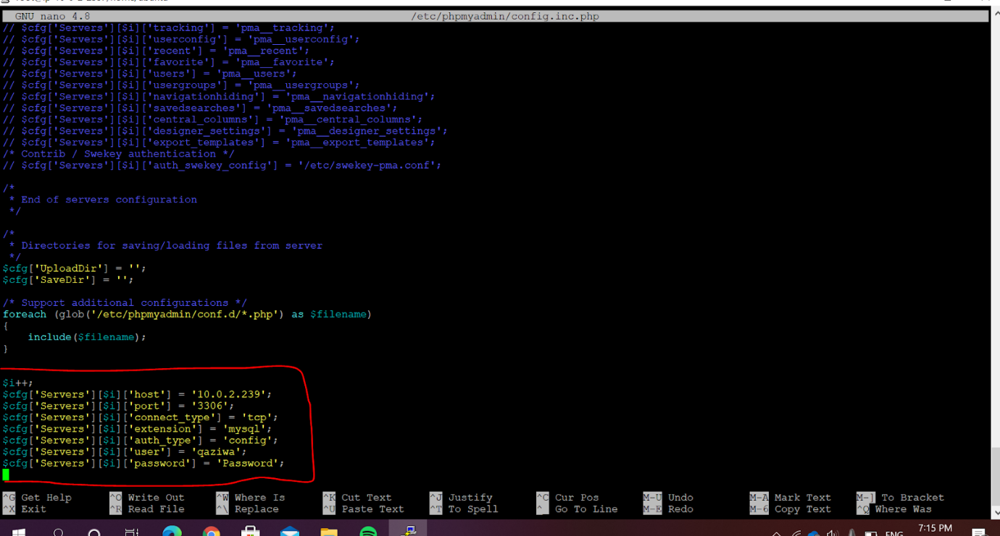 GNU nano 4.8 /etc/phpmyadmin/config.inc.php
// $cfg['Servers'][$i]['tracking'] = 'pma__tracking';
// $cfg['Servers'][$i]['userconfig'] = 'pma__userconfig';
// $cfg['Servers'][$i]['recent'] = 'pma__recent';
// $cfg['Servers'][$i]['favorite'] = 'pma__favorite';
// $cfg['Servers'][$i]['users'] = 'pma__users';
// $cfg['Servers'][$i]['usergroups'] = 'pma__usergroups';
// $cfg['Servers'][$i]['navigationhiding'] = 'pma__navigationhiding';
// $cfg['Servers'][$i]['savedsearches'] = 'pma__savedsearches';
// $cfg['Servers'][$i]['central_columns'] = 'pma__central_columns';
// $cfg['Servers'][$i]['designer_settings'] = 'pma__designer_settings';
// $cfg['Servers'][$i]['export_templates'] = 'pma__export_templates';
/* Contrib / Swekey authentication */
// $cfg['Servers'][$i]['auth_swekey_config'] = '/etc/swekey-pma.conf';
/*
* End of servers configuration
*/
/*
* Directories for saving/loading files from server
*/
$cfg['UploadDir'] = '';
$cfg['SaveDir'] = '';
/* Support additional configurations */
foreach (glob('/etc/phpmyadmin/conf.d/*.php') as $filename)
{
include($filename);
}
$i++;
$cfg['Servers'][$i]['host'] = '10.0.2.239';
$cfg['Servers'][$i]['port'] = '3306';
$cfg['Servers'][$i]['connect_type'] = 'tcp';
$cfg['Servers'][$i]['extension'] = 'mysql';
$cfg['Servers'][$i]['auth_type'] = 'config';
$cfg['Servers'][$i]['user'] = 'qaziwa';
$cfg['Servers'][$i]['password'] = 'Password';
^G Get Help ^O Write Out ^W Where Is ^K Cut Text ^J Justify ^C Cur Pos M-U Undo M-A Mark Text M-] To Bracket
^X Exit ^R Read File ^\ Replace ^U Paste Text ^T To Spell ^_ Go To Line M-E Redo M-6 Copy Text ^Q Where Was
ENG 7:15 PM